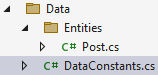 Data
Entities
C# Post.cs
C# DataConstants.cs